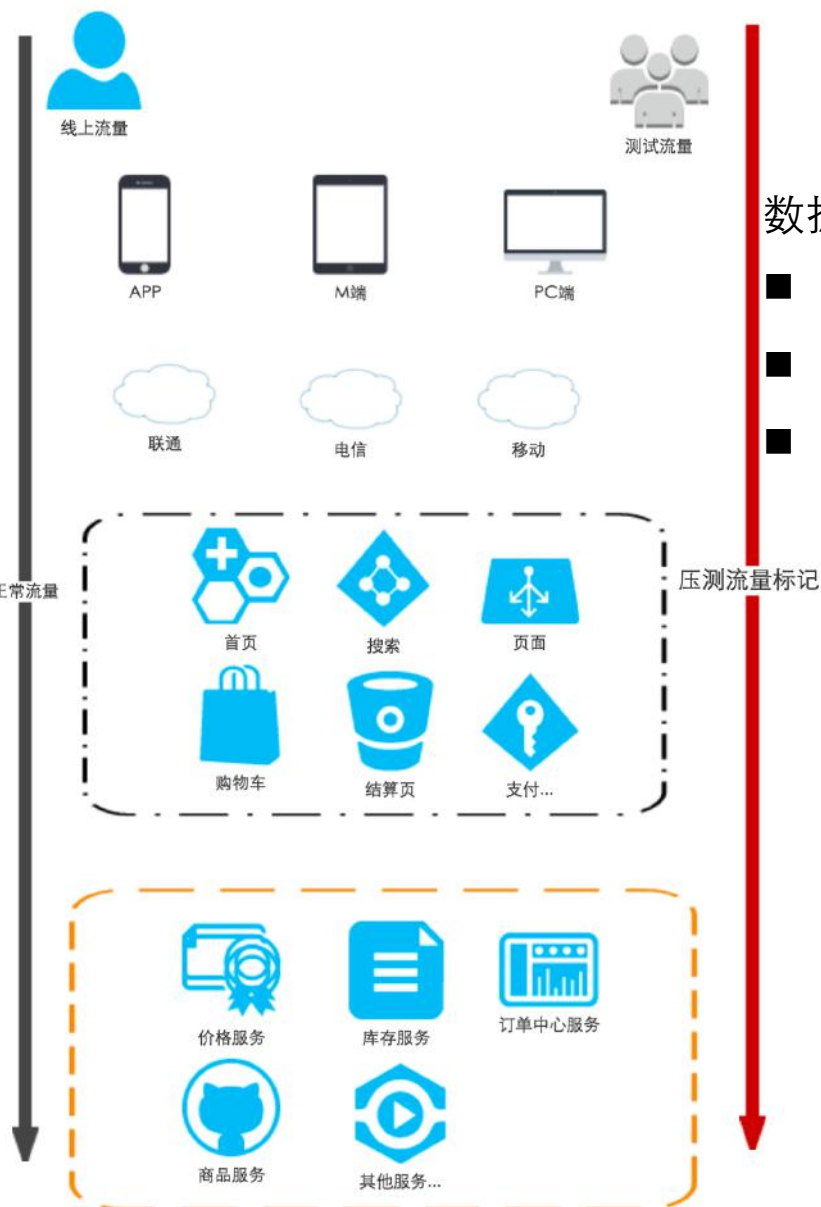 线上流量
测试流量
APP
M端
PC端
数据
联通
电信
移动
正常流量
压测流量标记
首页
搜索
页面
购物车
结算页
支付...
价格服务
库存服务
订单中心服务
商品服务
其他服务...